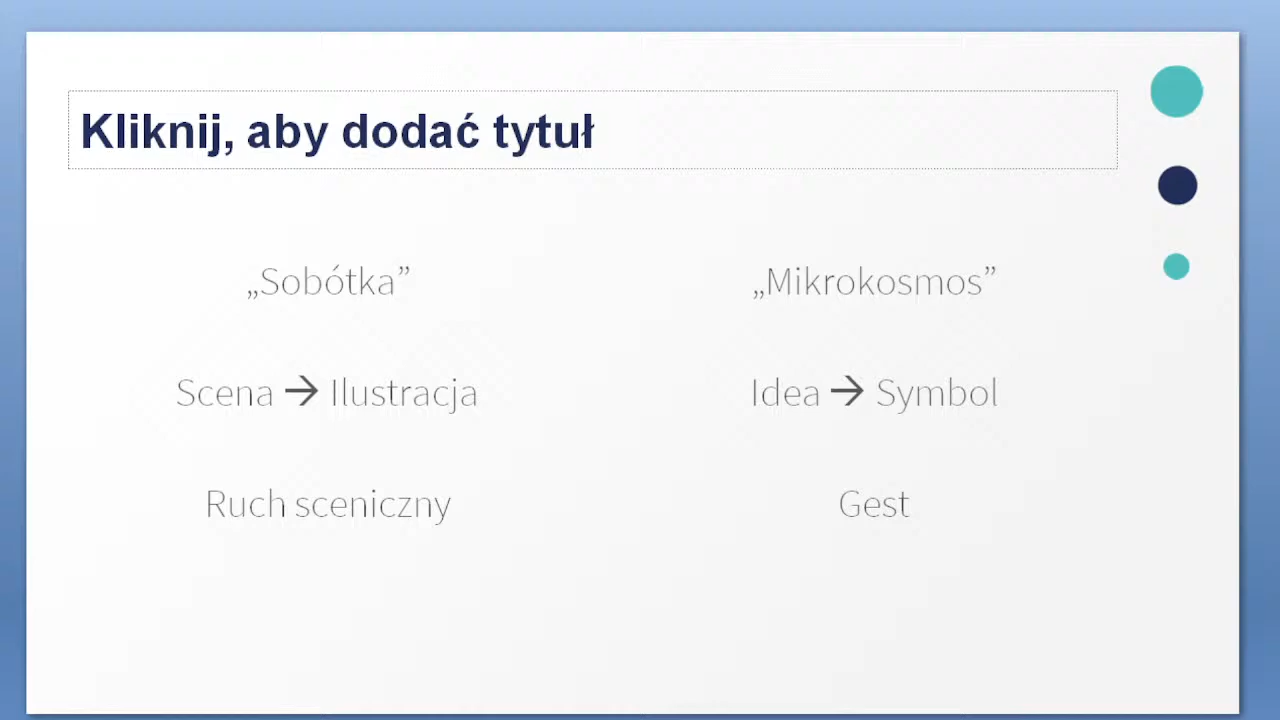 Kliknij, aby dodać tytuł
„Sobótka”
Scena → Ilustracja
Ruch sceniczny
„Mikrokosmos”
Idea → Symbol
Gest